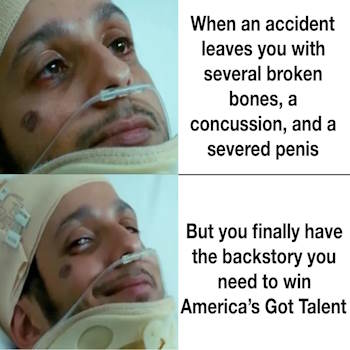 When an accident
leaves you with
several broken
bones, a
concussion, and a
severed penis
But you finally have
the backstory you
need to win
America's Got Talent